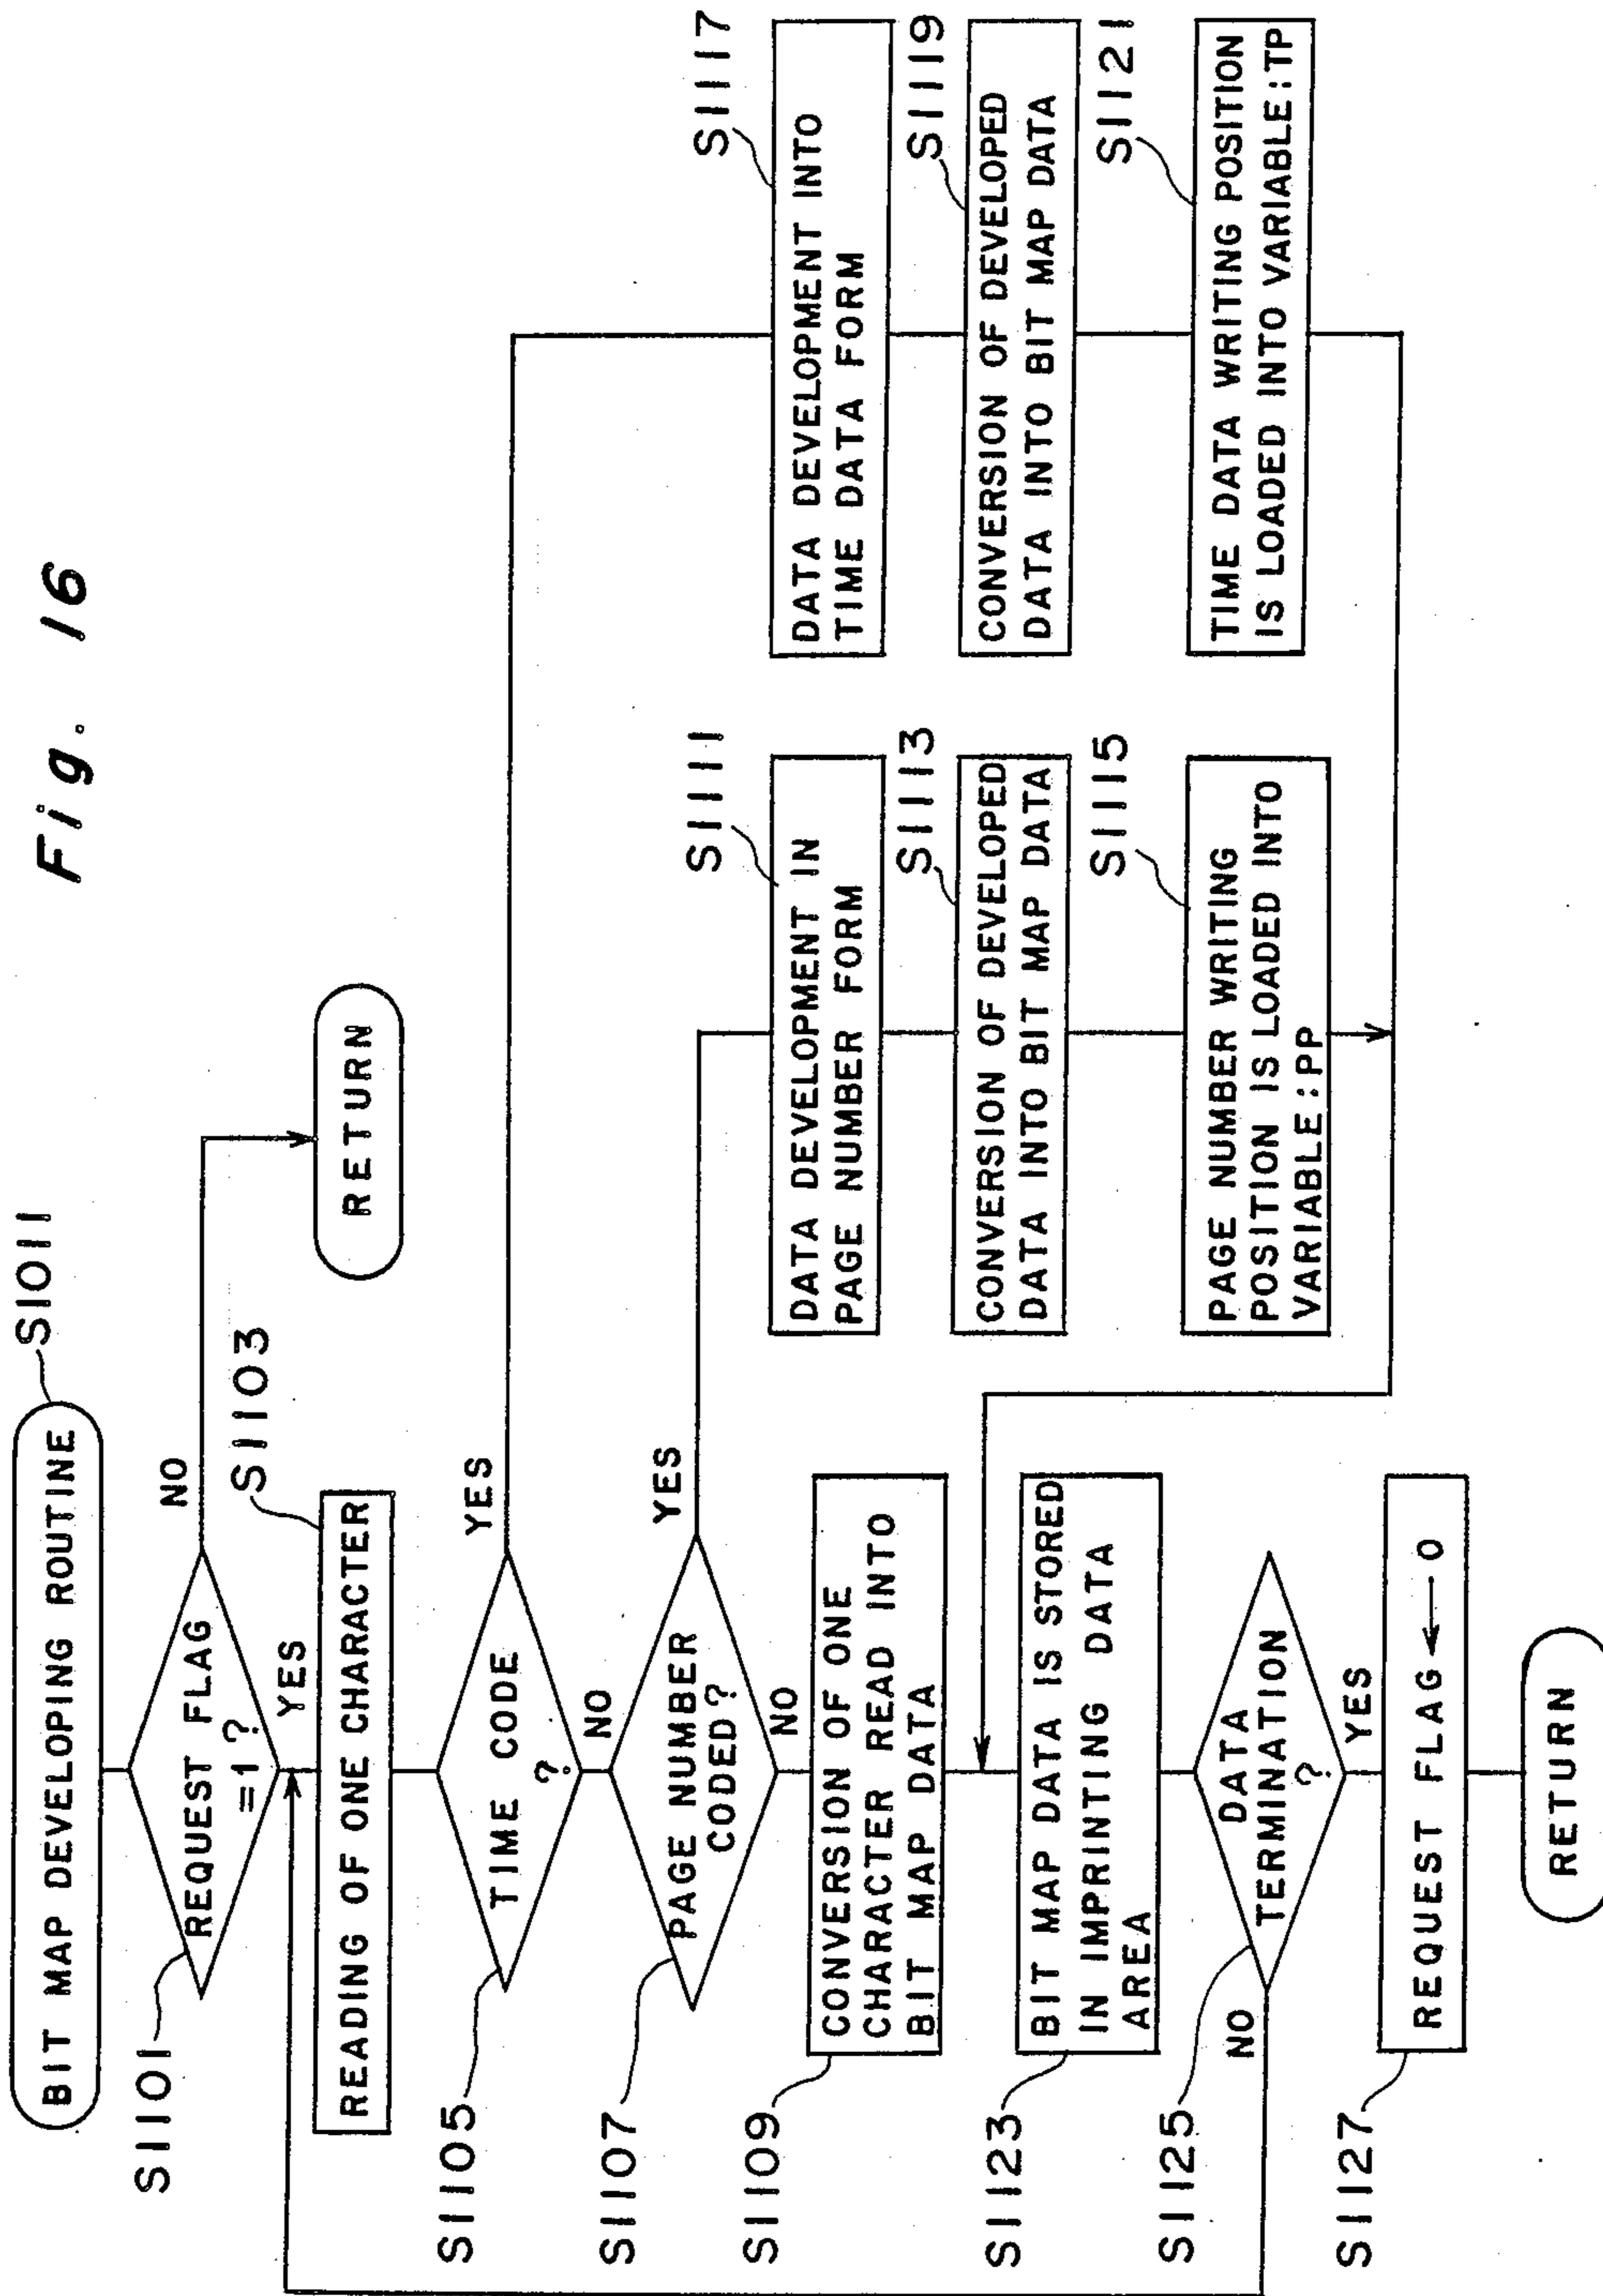 Fig. 16
BIT MAP DEVELOPING ROUTINE
S1011
S1101
REQUEST FLAG
=1?
NO
RETURN
YES
S1103
READING OF ONE CHARACTER
S1105
TIME CODE
?
YES
NO
S1107
PAGE NUMBER
CODED?
YES
NO
S1109
CONVERSION OF ONE
CHARACTER READ INTO
BIT MAP DATA
S1111
DATA DEVELOPMENT IN
PAGE NUMBER FORM
S1113
CONVERSION OF DEVELOPED
DATA INTO BIT MAP DATA
S1115
PAGE NUMBER WRITING
POSITION IS LOADED INTO
VARIABLE:PP
S1117
DATA DEVELOPMENT INTO
TIME DATA FORM
S1119
CONVERSION OF DEVELOPED
DATA INTO BIT MAP DATA
S1121
TIME DATA WRITING POSITION
IS LOADED INTO VARIABLE:TP
S1123
BIT MAP DATA IS STORED
IN IMPRINTING DATA
AREA
S1125
DATA
TERMINATION
?
NO
YES
S1127
REQUEST FLAG ← 0
RETURN